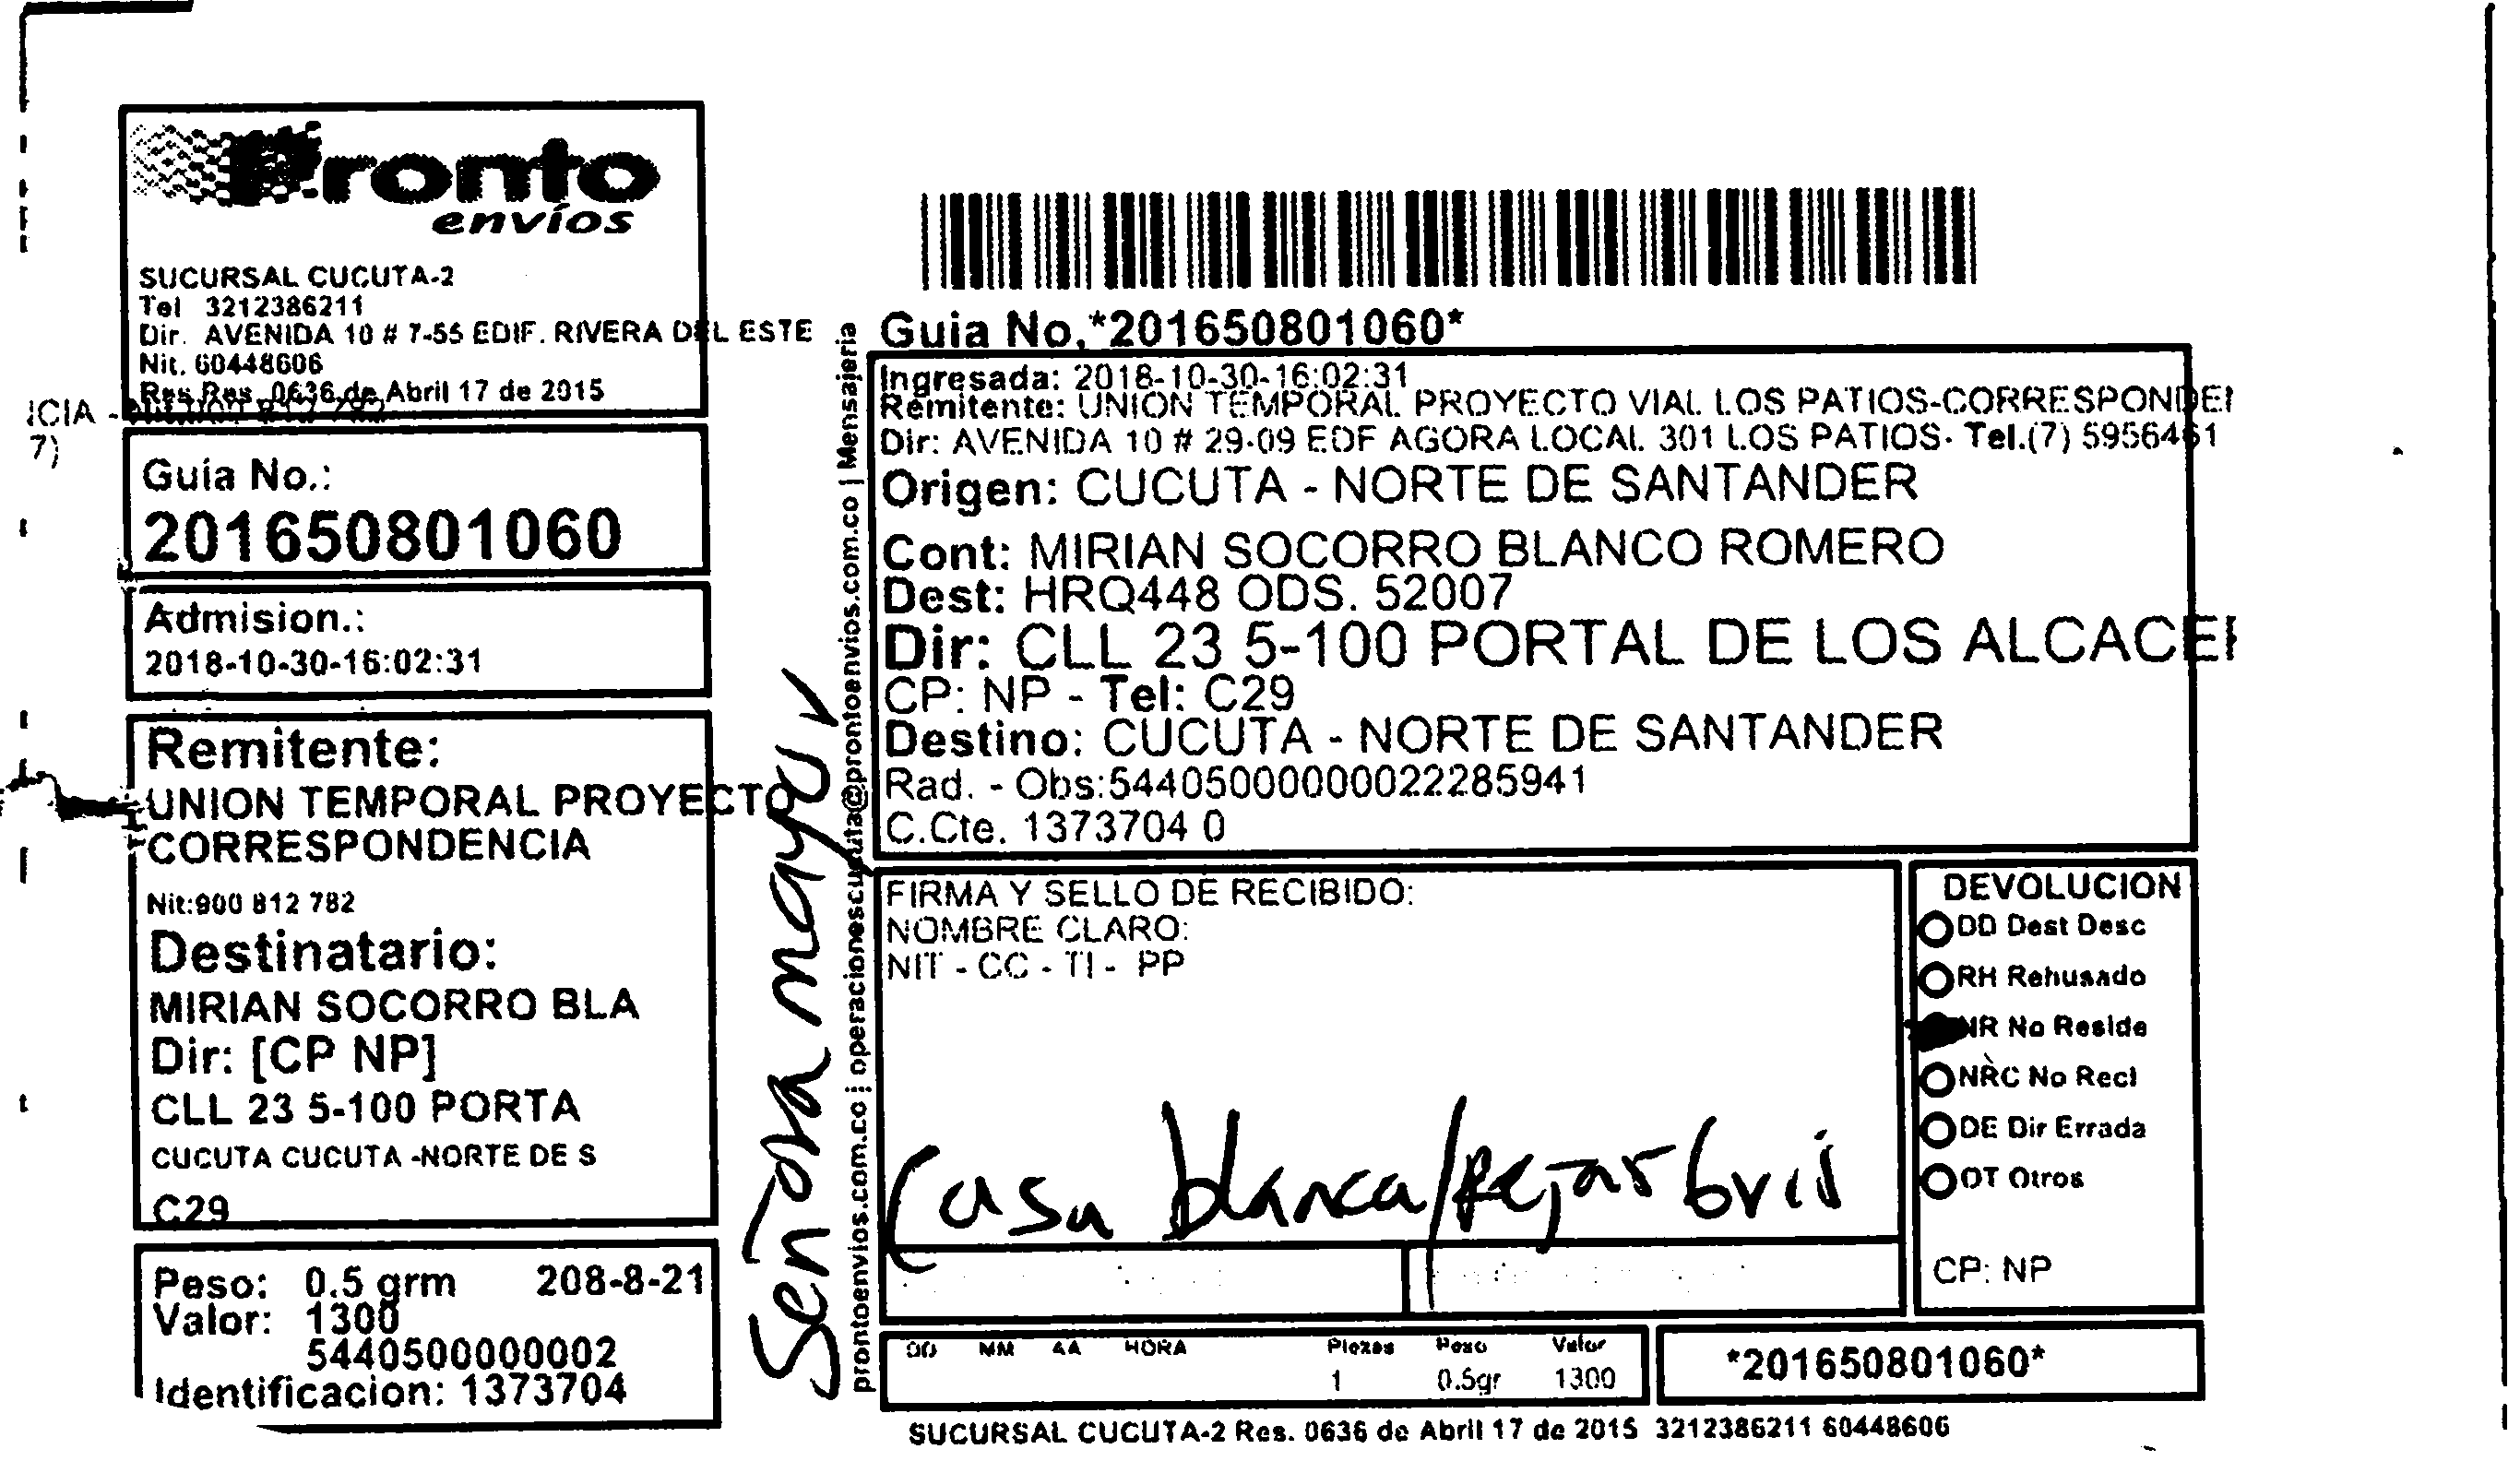 Pronto
envíos
SUCURSAL CUCUTA-2
Tel 3212386211
Dir. AVENIDA 10 # 7-55 EDIF. RIVERA DEL ESTE
Nit. 60448606
Res.Res. 0636 de Abril 17 de 2015
ICIA -
7)
Guia No.:
201650801060
Admision.:
2018-10-30-16:02:31
Remitente:
UNION TEMPORAL PROYECTO
CORRESPONDENCIA
Nit:900 812 782
Destinatario:
MIRIAN SOCORRO BLA
Dir: [CP NP]
CLL 23 5-100 PORTA
CUCUTA CUCUTA -NORTE DE S
C29
Peso: 0.5 grm 208-8-21
Valor: 1300
5440500000002
Identificacion: 1373704
Señora mayor
prontoenvios.com.co | operacionescucuta@prontoenvios.com.co | Mensajeria
Guia No. *201650801060*
Ingresada: 2018-10-30-16:02:31
Remitente: UNION TEMPORAL PROYECTO VIAL LOS PATIOS-CORRESPONDE
Dir: AVENIDA 10 # 29-09 EDF AGORA LOCAL 301 LOS PATIOS- Tel.(7) 5956461
Origen: CUCUTA - NORTE DE SANTANDER
Cont: MIRIAN SOCORRO BLANCO ROMERO
Dest: HRQ448 ODS. 52007
Dir: CLL 23 5-100 PORTAL DE LOS ALCACE
CP: NP - Tel: C29
Destino: CUCUTA - NORTE DE SANTANDER
Rad. - Obs:54405000000022285941
C.Cte. 1373704 0
FIRMA Y SELLO DE RECIBIDO:
NOMBRE CLARO:
NIT - CC - TI - PP
Casa blanca/
DEVOLUCION
DD Dest Desc
RH Rehusado
NR No Reside
NRC No Recl
DE Dir Errada
OT Otros
CP: NP
DD MM AA HORA Piezas Peso Valor
1 0.5gr 1300
*201650801060*
SUCURSAL CUCUTA-2 Res. 0636 de Abril 17 de 2015 3212386211 60448606